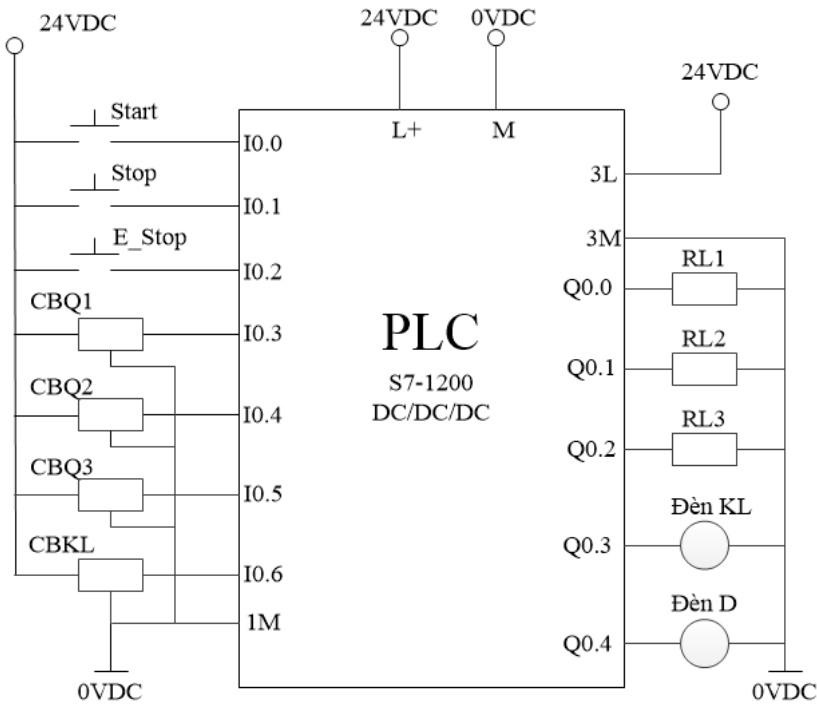 24VDC
24VDC
0VDC
24VDC
Start
I0.0
L+
M
Stop
I0.1
3L
E_Stop
I0.2
3M
CBQ1
I0.3
Q0.0
RL1
PLC
S7-1200
DC/DC/DC
CBQ2
I0.4
Q0.1
RL2
CBQ3
I0.5
Q0.2
RL3
CBKL
I0.6
Q0.3
Đèn KL
1M
Q0.4
Đèn D
0VDC
0VDC